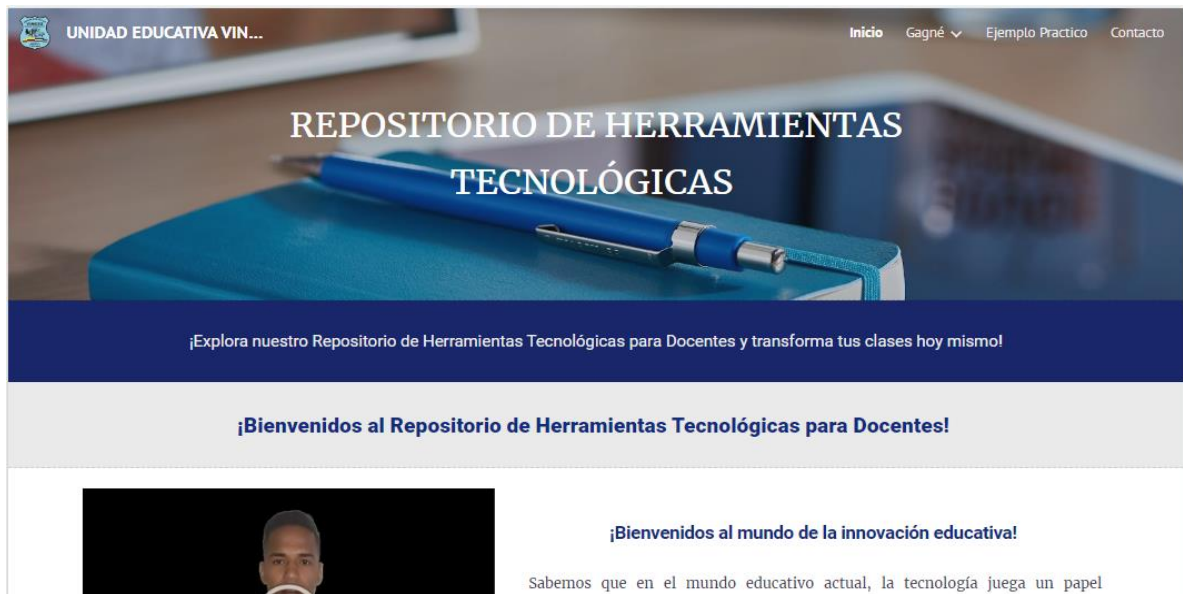 UNIDAD EDUCATIVA VIN...
Inicio Gagné Ejemplo Practico Contacto
REPOSITORIO DE HERRAMIENTAS
TECNOLÓGICAS
¡Explora nuestro Repositorio de Herramientas Tecnológicas para Docentes y transforma tus clases hoy mismo!
¡Bienvenidos al Repositorio de Herramientas Tecnológicas para Docentes!
¡Bienvenidos al mundo de la innovación educativa!
Sabemos que en el mundo educativo actual, la tecnología juega un papel